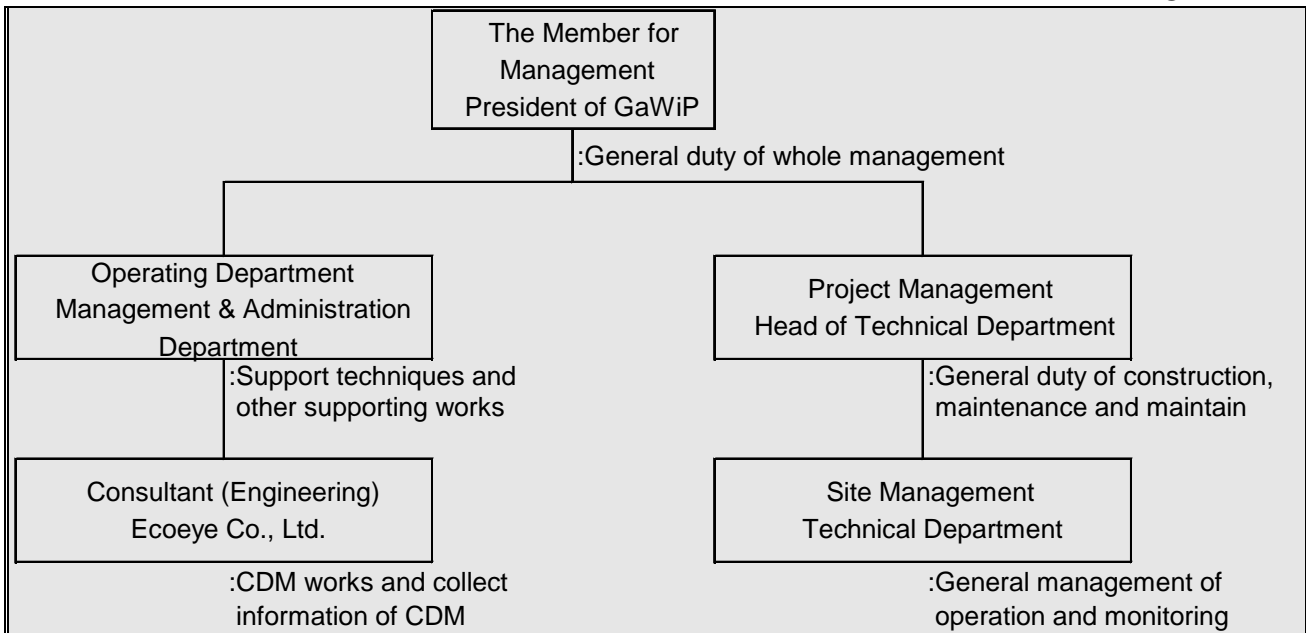 The Member for
Management
President of GaWiP
:General duty of whole management
Operating Department
Management & Administration
Department
:Support techniques and
other supporting works
Project Management
Head of Technical Department
:General duty of construction,
maintenance and maintain
Consultant (Engineering)
Ecoeye Co., Ltd.
:CDM works and collect
information of CDM
Site Management
Technical Department
:General management of
operation and monitoring